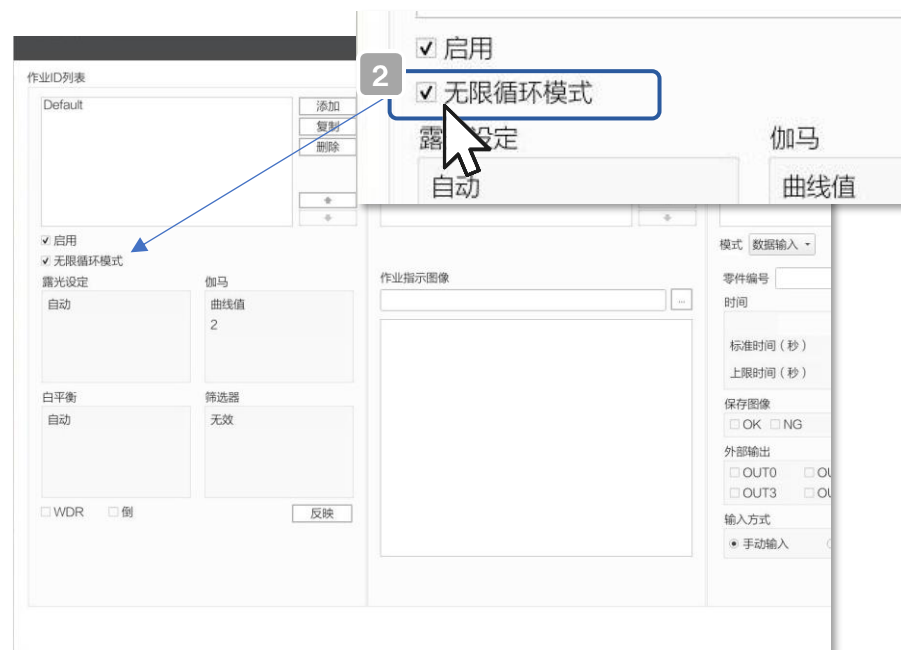 启用
2
无限循环模式
露 设定
伽马
自动
曲线值
作业ID列表
Default
添加
复制
删除
启用
无限循环模式
露光设定
伽马
自动
曲线值
2
白平衡
筛选器
自动
无效
WDR
倒
反映
作业指示图像
...
模式
数据输入
零件编号
时间
标准时间(秒)
上限时间(秒)
保存图像
OK NG
外部输出
OUT0
OUT3
输入方式
手动输入